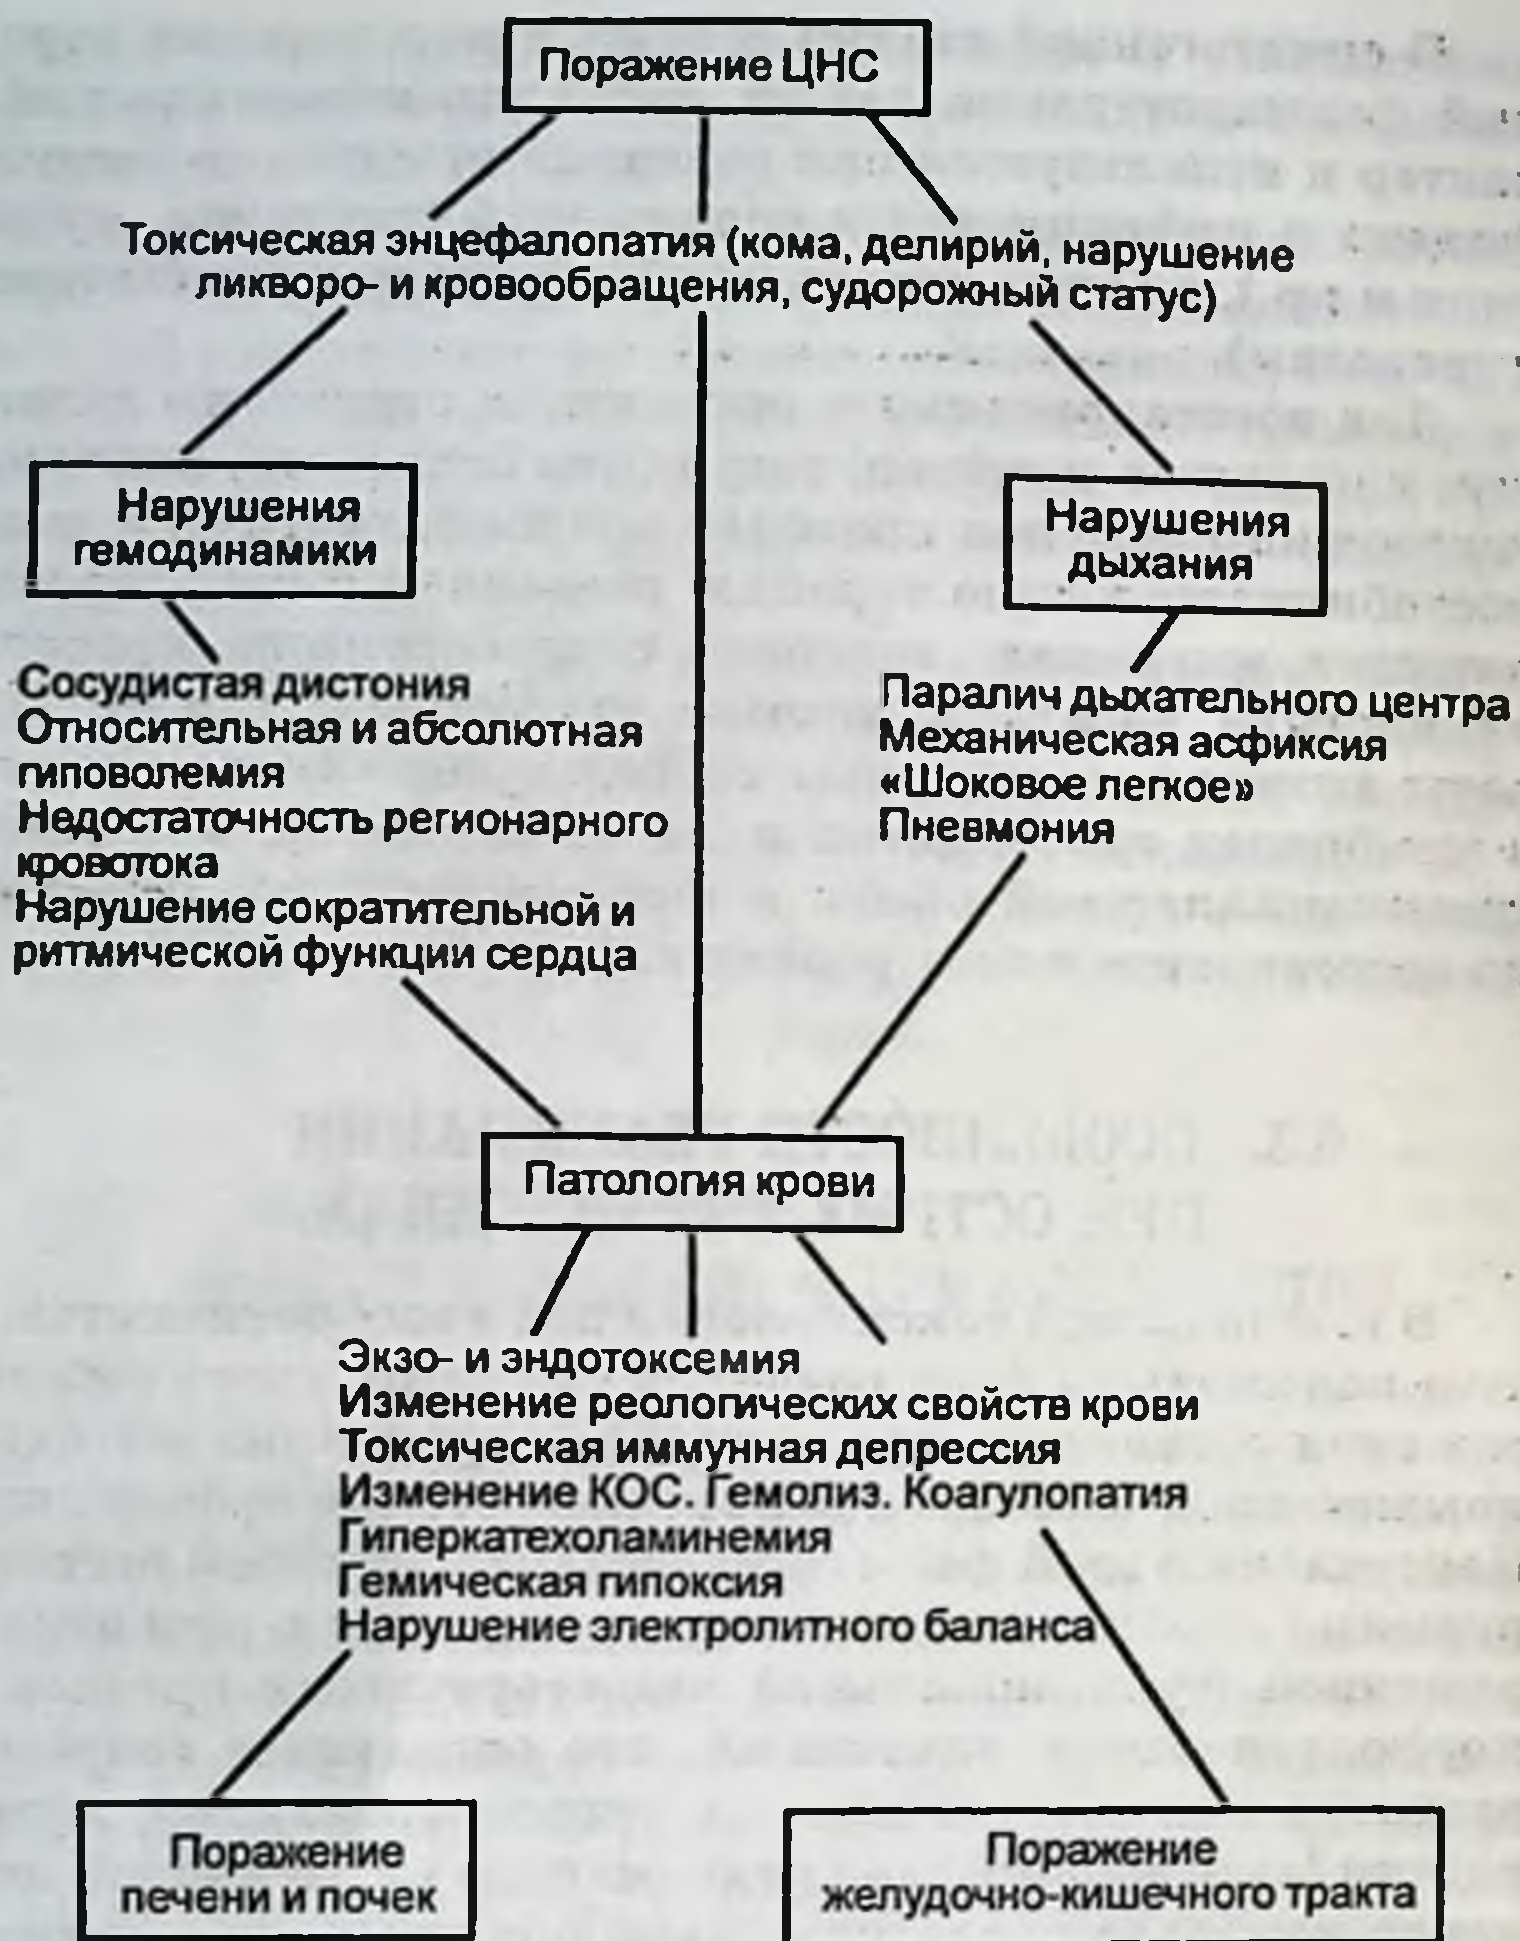 Поражение ЦНС
Токсическая энцефалопатия (кома, делирий, нарушение
ликворо- и кровообращения, судорожный статус)
Нарушения
гемодинамики
Нарушения
дыхания
Сосудистая дистония
Относительная и абсолютная
гиповолемия
Недостаточность регионарного
кровотока
Нарушение сократительной и
ритмической функции сердца
Паралич дыхательного центра
Механическая асфиксия
«Шоковое легкое»
Пневмония
Патология крови
Экзо- и эндотоксемия
Изменение реологических свойств крови
Токсическая иммунная депрессия
Изменение КОС. Гемолиз. Коагулопатия
Гиперкатехоламинемия
Гемическая гипоксия
Нарушение электролитного баланса
Поражение
печени и почек
Поражение
желудочно-кишечного тракта